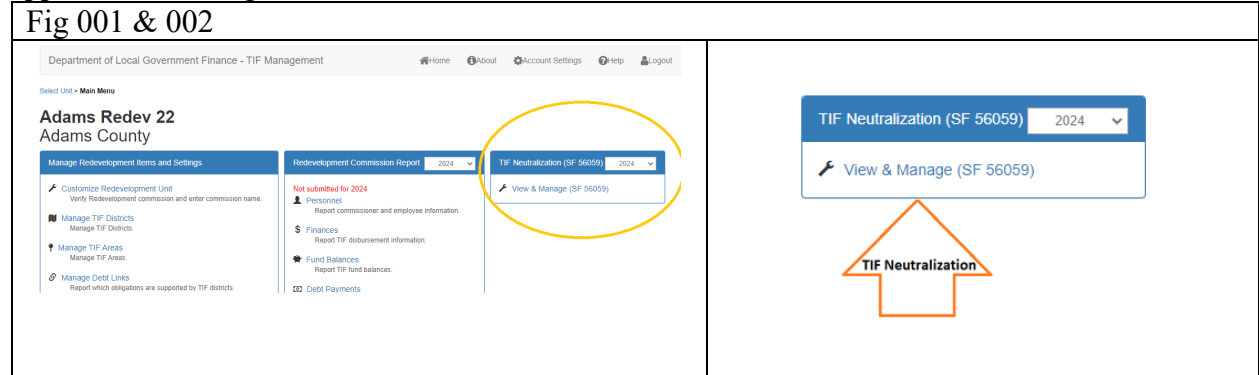 Fig 001 & 002
Department of Local Government Finance - TIF Management
Home About Account Settings Help Logout
Select Unit > Main Menu
Adams Redev 22
Adams County
Manage Redevelopment Items and Settings
Customize Redevelopment Unit
Verify Redevelopment commission and enter commission name.
Manage TIF Districts
Manage TIF Districts.
Manage TIF Areas
Manage TIF Areas.
Manage Debt Links
Report which obligations are supported by TIF districts.
Redevelopment Commission Report 2024
Not submitted for 2024
Personnel
Report commissioner and employee information.
$ Finances
Report TIF disbursement information.
Fund Balances
Report TIF fund balances.
Debt Payments
TIF Neutralization (SF 56059) 2024
View & Manage (SF 56059)
TIF Neutralization (SF 56059) 2024
View & Manage (SF 56059)
TIF Neutralization